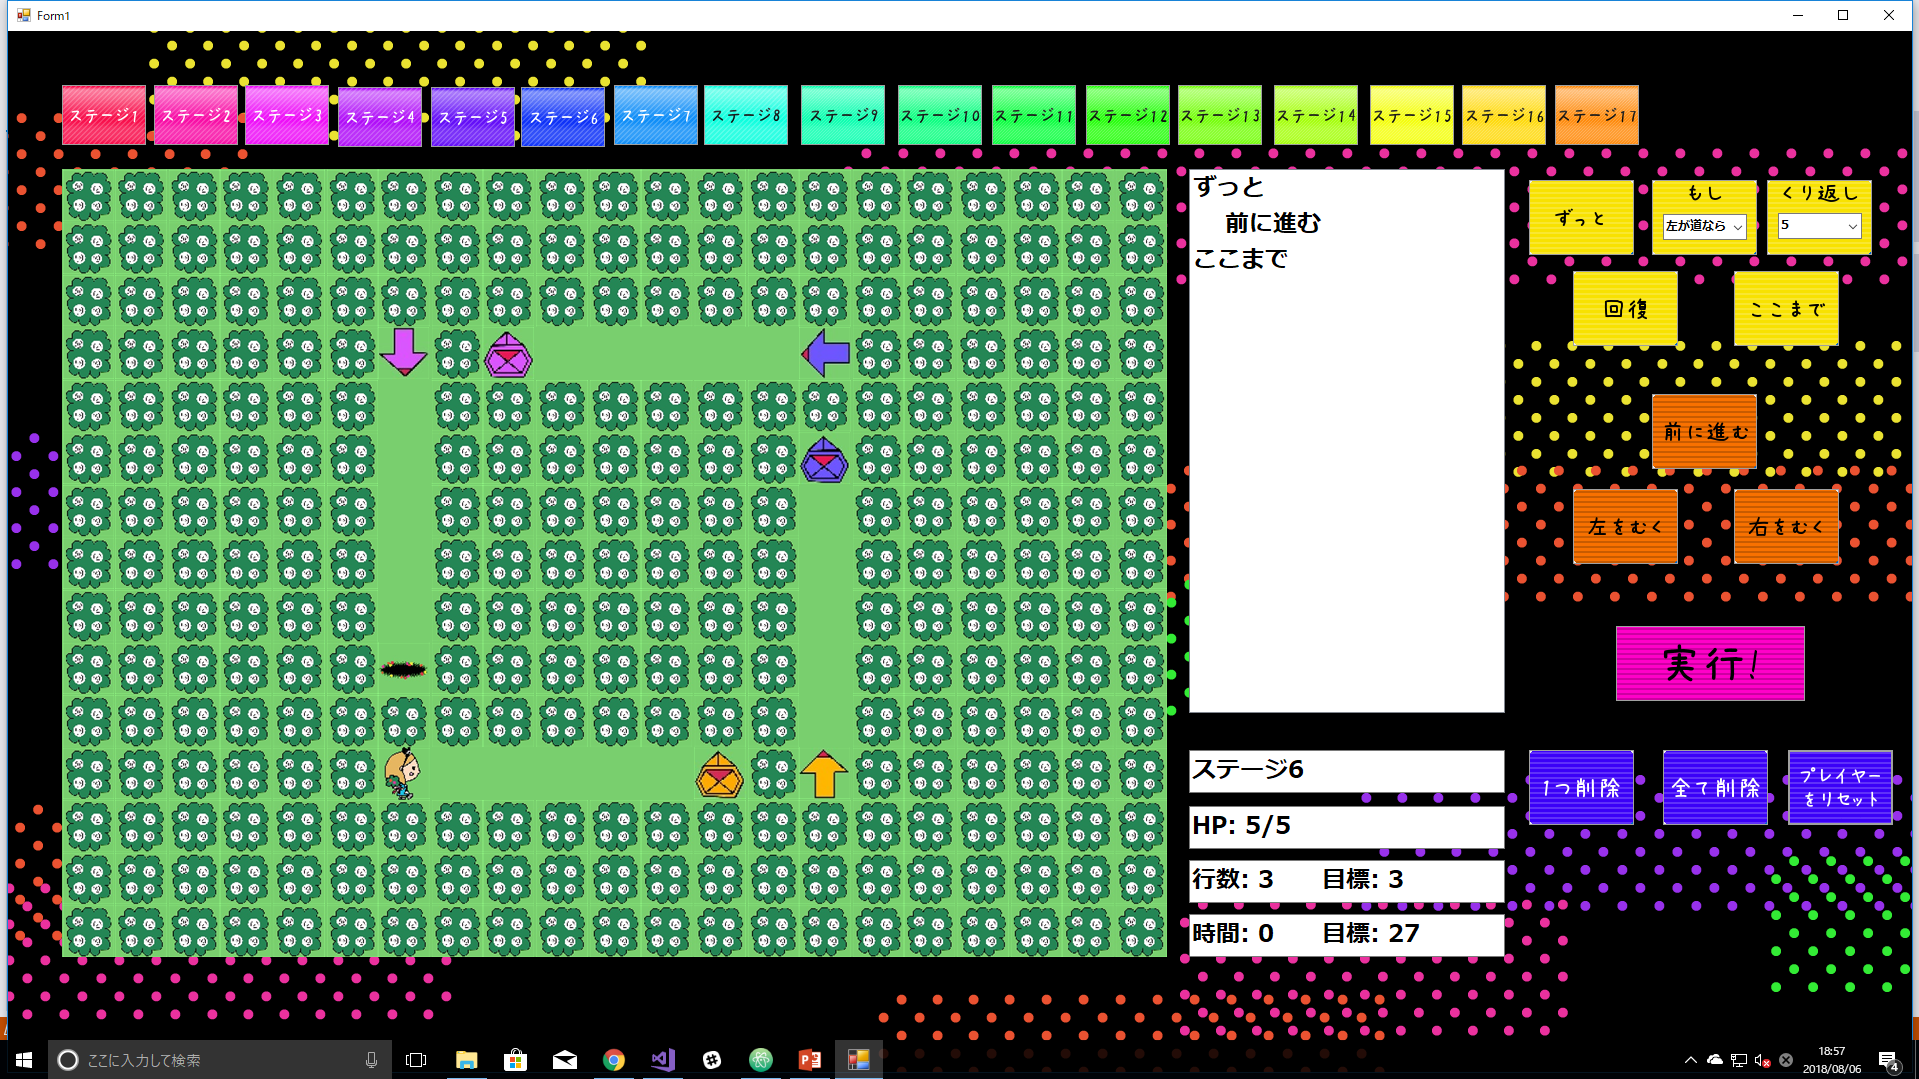 Form1
ステージ1
ステージ2
ステージ3
ステージ4
ステージ5
ステージ6
ステージ7
ステージ8
ステージ9
ステージ10
ステージ11
ステージ12
ステージ13
ステージ14
ステージ15
ステージ16
ステージ17
ずっと
前に進む
ここまで
ずっと
もし
左が道なら
くり返し
5
回復
ここまで
前に進む
左をむく
右をむく
実行!
ステージ6
HP: 5/5
行数: 3 目標: 3
時間: 0 目標: 27
1つ削除
全て削除
プレイヤー
をリセット
ここに入力して検索
18:57
2018/08/06
4